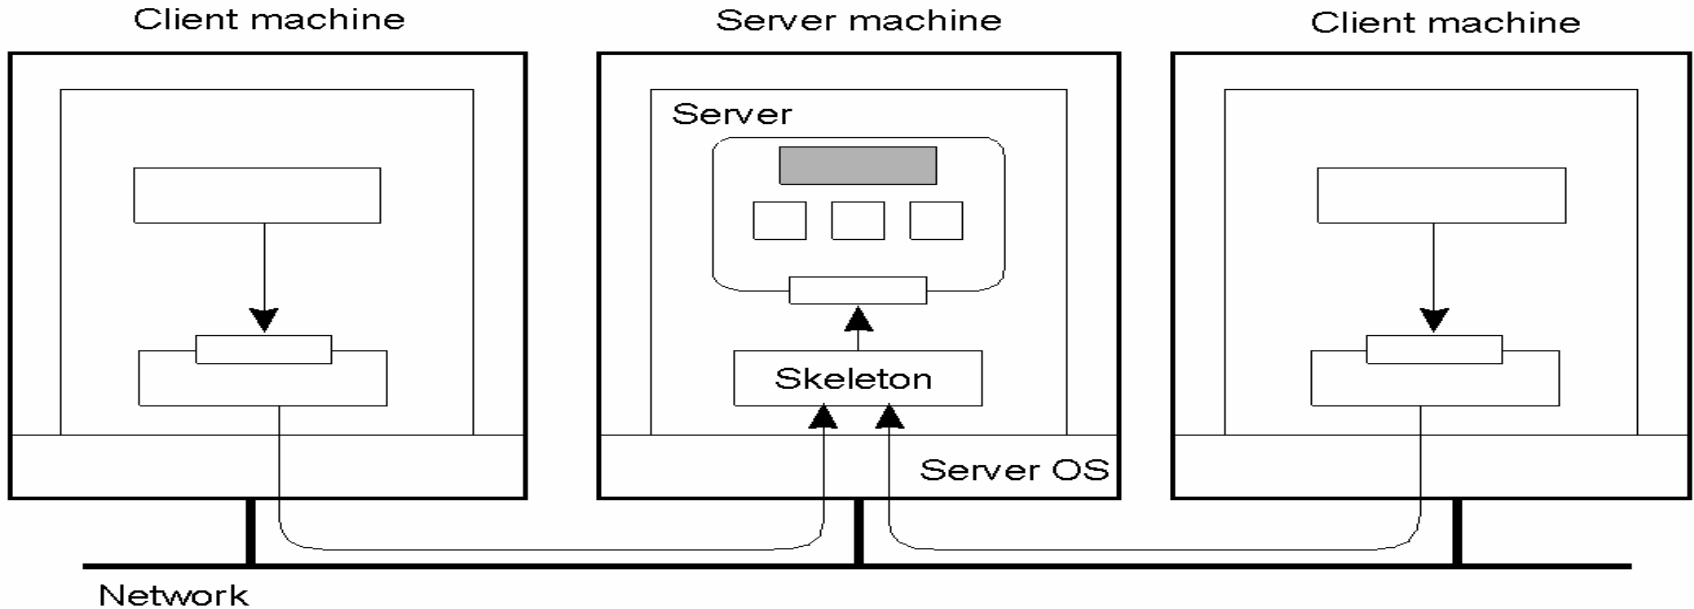 Client machine
Server machine
Client machine
Server
Skeleton
Server OS
Network